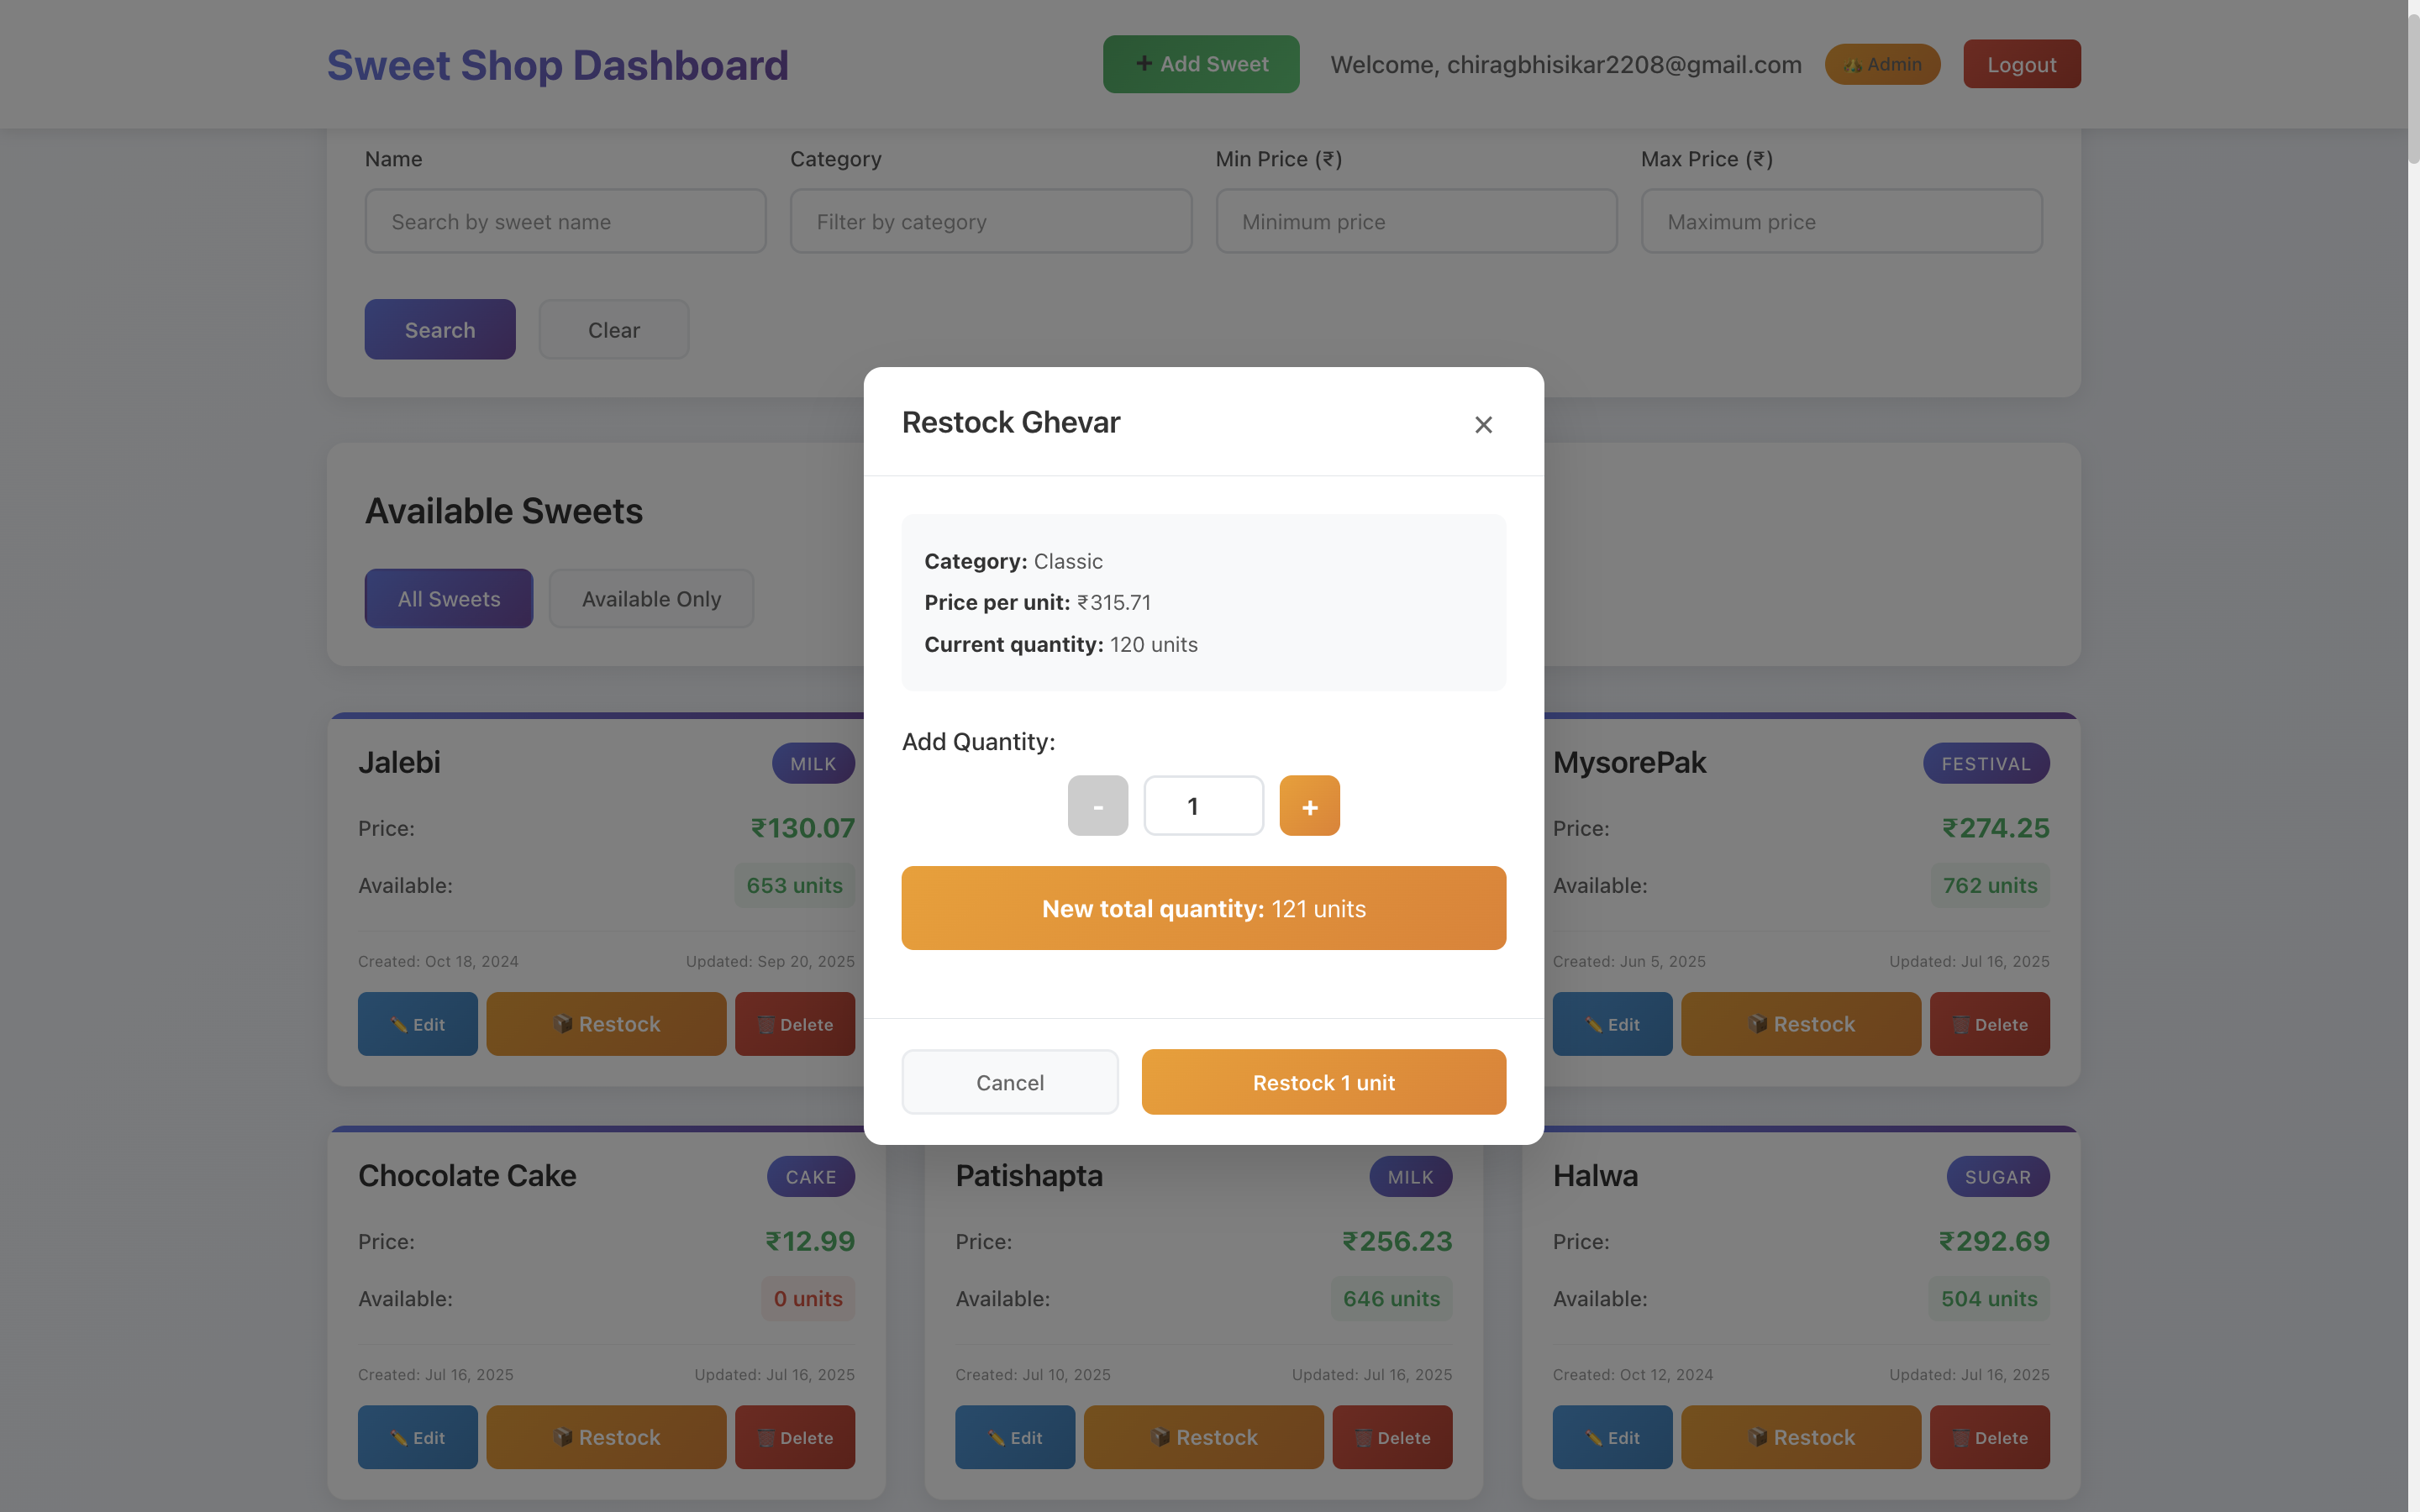 Sweet Shop Dashboard
+ Add Sweet
Welcome, chiragbhisikar2208@gmail.com
Admin
Logout
Name
Category
Min Price (₹)
Max Price (₹)
Search by sweet name
Filter by category
Minimum price
Maximum price
Search
Clear
Available Sweets
All Sweets
Available Only
Restock Ghevar
×
Category: Classic
Price per unit: ₹315.71
Current quantity: 120 units
Add Quantity:
-
1
+
New total quantity: 121 units
Cancel
Restock 1 unit
Jalebi
MILK
Price:
₹130.07
Available:
653 units
Created: Oct 18, 2024
Updated: Sep 20, 2025
Edit
Restock
Delete
MysorePak
FESTIVAL
Price:
₹274.25
Available:
762 units
Created: Jun 5, 2025
Updated: Jul 16, 2025
Edit
Restock
Delete
Chocolate Cake
CAKE
Price:
₹12.99
Available:
0 units
Created: Jul 16, 2025
Updated: Jul 16, 2025
Edit
Restock
Delete
Patishapta
MILK
Price:
₹256.23
Available:
646 units
Created: Jul 10, 2025
Updated: Jul 16, 2025
Edit
Restock
Delete
Halwa
SUGAR
Price:
₹292.69
Available:
504 units
Created: Oct 12, 2024
Updated: Jul 16, 2025
Edit
Restock
Delete